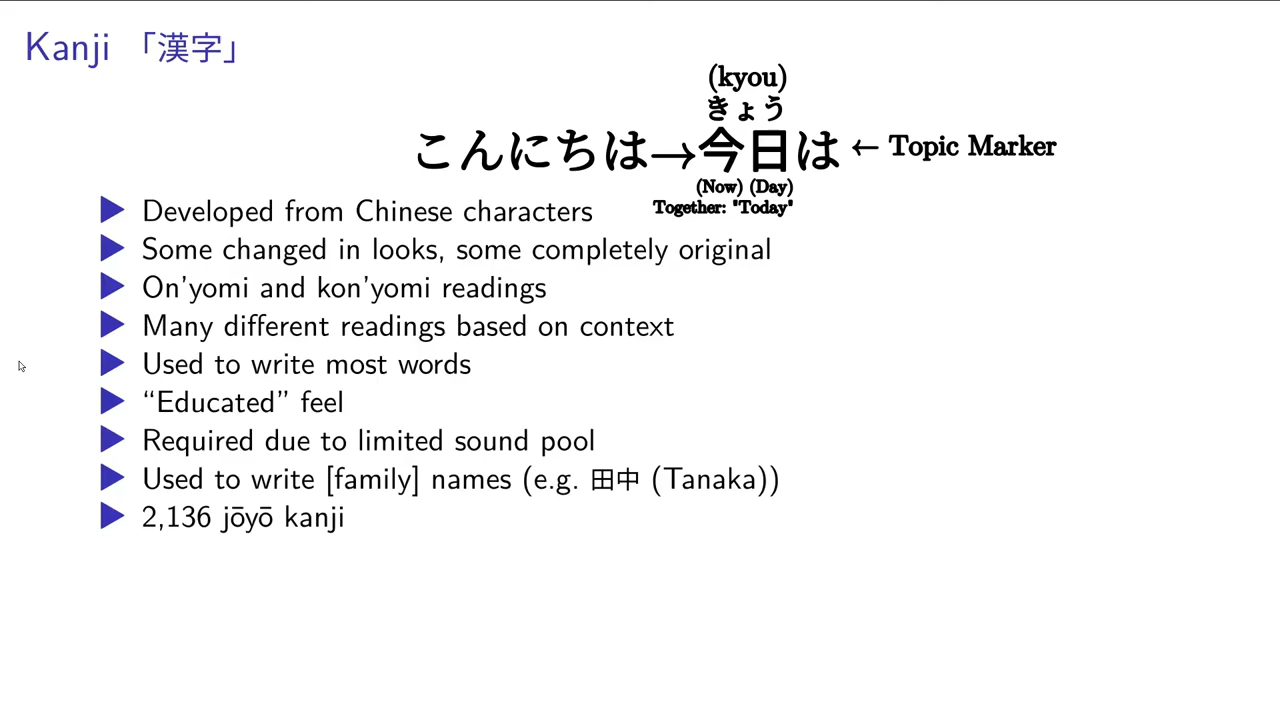 Kanji 「漢字」
(kyou)
きょう
こんにちは→今日は ← Topic Marker
(Now) (Day)
Together: "Today"
▶ Developed from Chinese characters
▶ Some changed in looks, some completely original
▶ On'yomi and kon'yomi readings
▶ Many different readings based on context
▶ Used to write most words
▶ “Educated” feel
▶ Required due to limited sound pool
▶ Used to write [family] names (e.g. 田中 (Tanaka))
▶ 2,136 jōyō kanji